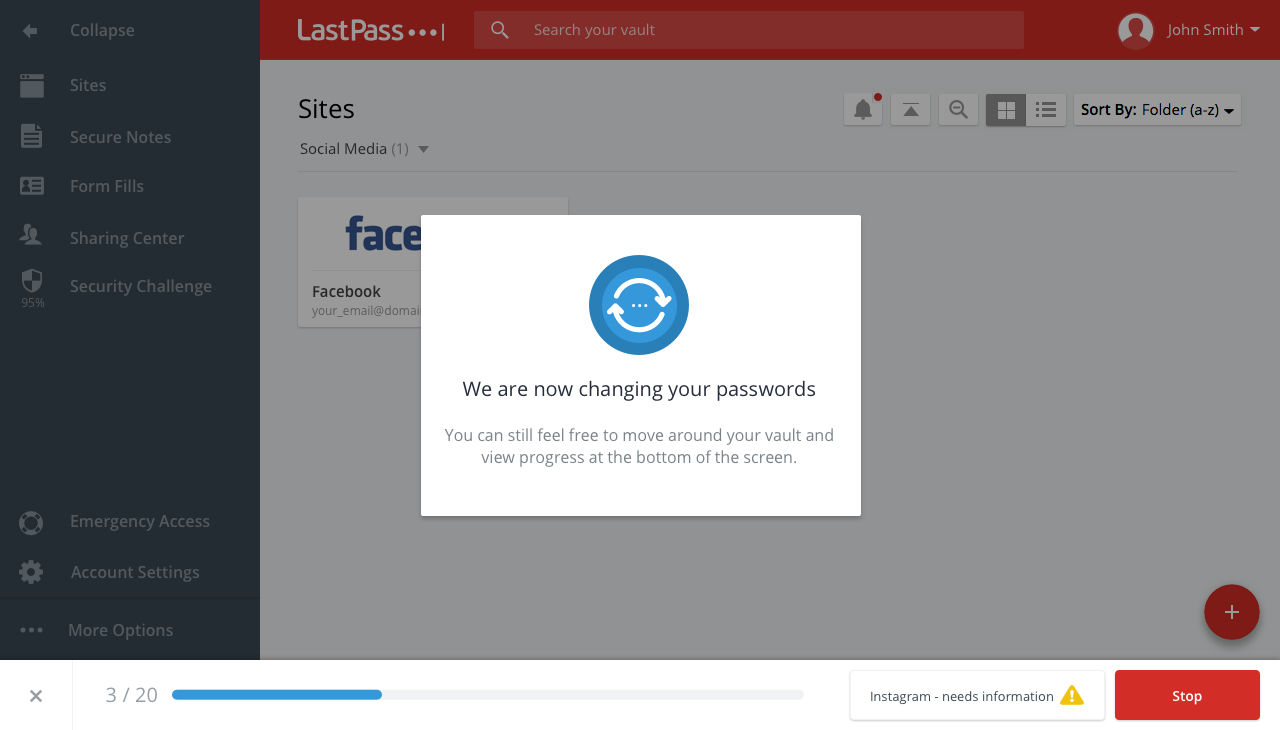 Collapse
LastPass
Search your vault
John Smith
Sites
Secure Notes
Form Fills
Sharing Center
Security Challenge
95%
Emergency Access
Account Settings
More Options
Sites
Sort By: Folder (a-z)
Social Media (1)
face
Facebook
your_email@domai
We are now changing your passwords
You can still feel free to move around your vault and
view progress at the bottom of the screen.
3 / 20
Instagram - needs information
Stop